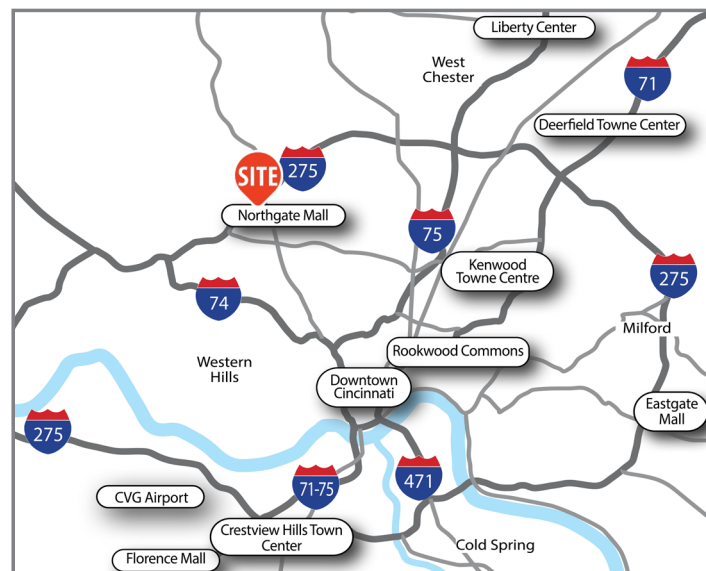 Liberty Center
West
Chester
71
Deerfield Towne Center
SITE
275
Northgate Mall
75
Kenwood
Towne Centre
275
74
Milford
Rookwood Commons
Western
Hills
Downtown
Cincinnati
Eastgate
Mall
275
71-75
471
CVG Airport
Crestview Hills Town
Center
Cold Spring
Florence Mall